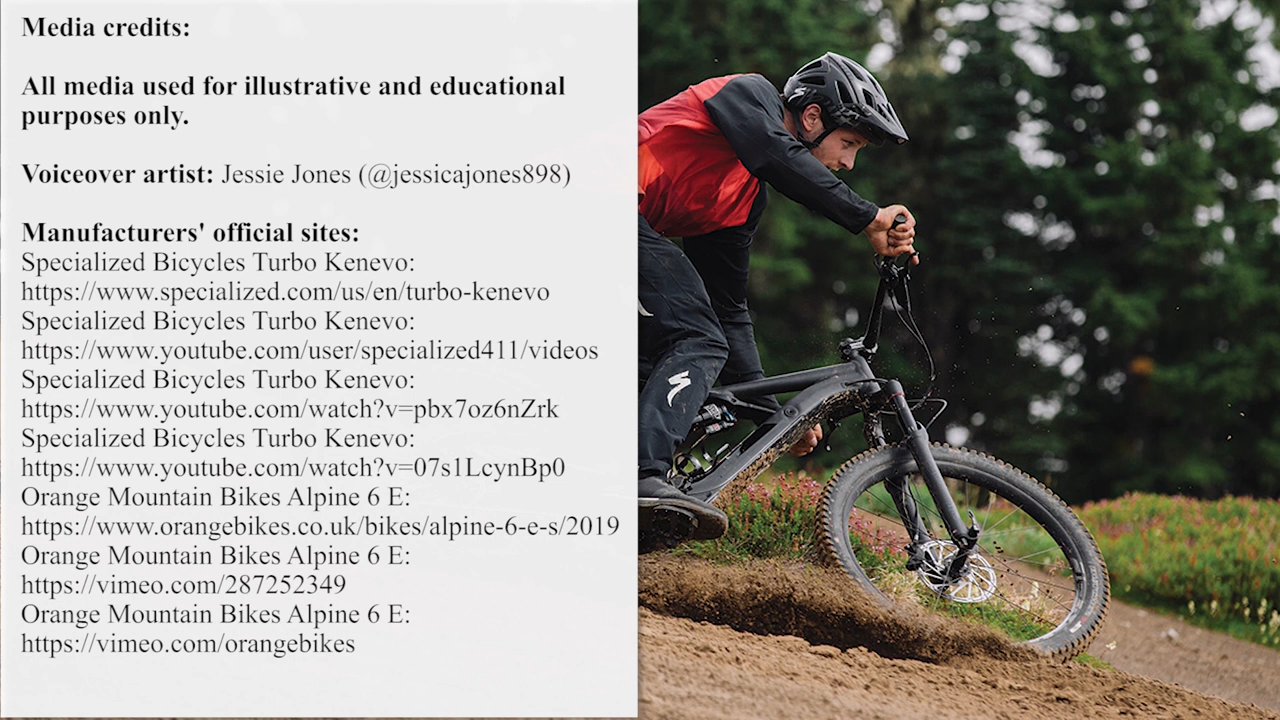 Media credits:
All media used for illustrative and educational
purposes only.
Voiceover artist: Jessie Jones (@jessicajones898)
Manufacturers' official sites:
Specialized Bicycles Turbo Kenevo:
https://www.specialized.com/us/en/turbo-kenevo
Specialized Bicycles Turbo Kenevo:
https://www.youtube.com/user/specialized411/videos
Specialized Bicycles Turbo Kenevo:
https://www.youtube.com/watch?v=pbx7oz6nZrk
Specialized Bicycles Turbo Kenevo:
https://www.youtube.com/watch?v=07s1LcynBp0
Orange Mountain Bikes Alpine 6 E:
https://www.orangebikes.co.uk/bikes/alpine-6-e-s/2019
Orange Mountain Bikes Alpine 6 E:
https://vimeo.com/287252349
Orange Mountain Bikes Alpine 6 E:
https://vimeo.com/orangebikes